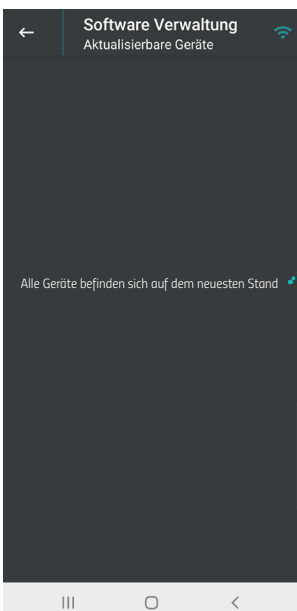 Software Verwaltung
Aktualisierbare Geräte
Alle Geräte befinden sich auf dem neuesten Stand